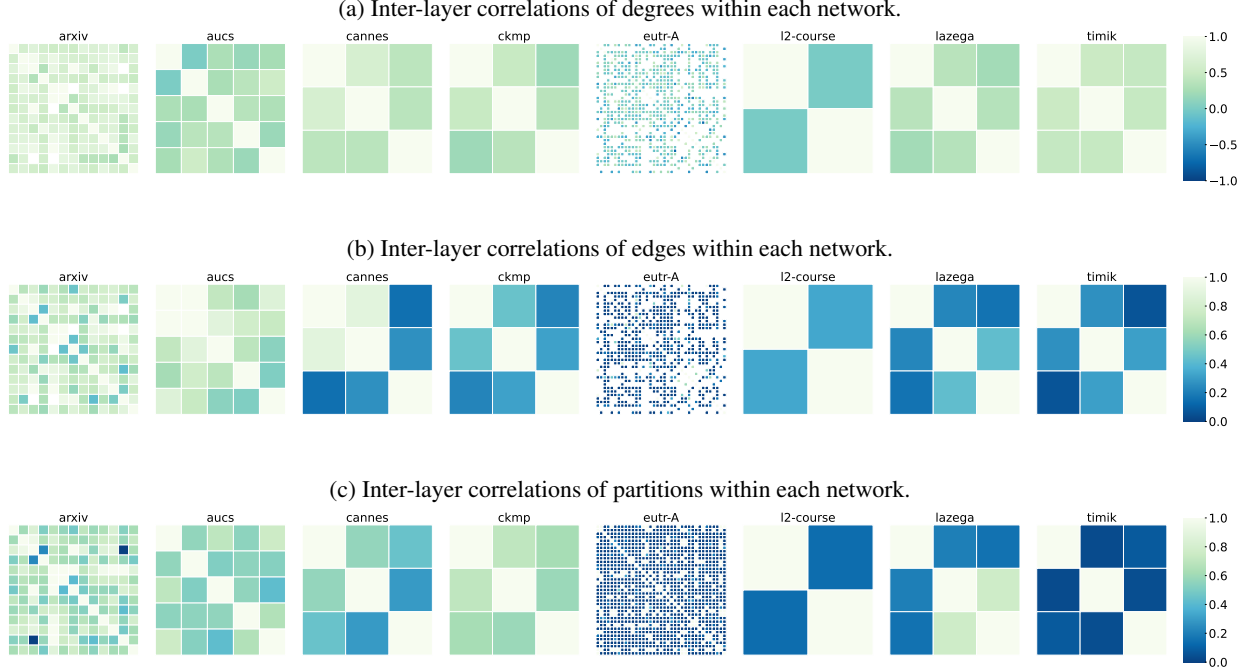 (a) Inter-layer correlations of degrees within each network.
arxiv aucs cannes ckmp eutr-A l2-course lazega timik
1.0
0.5
0.0
−0.5
−1.0
(b) Inter-layer correlations of edges within each network.
arxiv aucs cannes ckmp eutr-A l2-course lazega timik
1.0
0.8
0.6
0.4
0.2
0.0
(c) Inter-layer correlations of partitions within each network.
arxiv aucs cannes ckmp eutr-A l2-course lazega timik
1.0
0.8
0.6
0.4
0.2
0.0